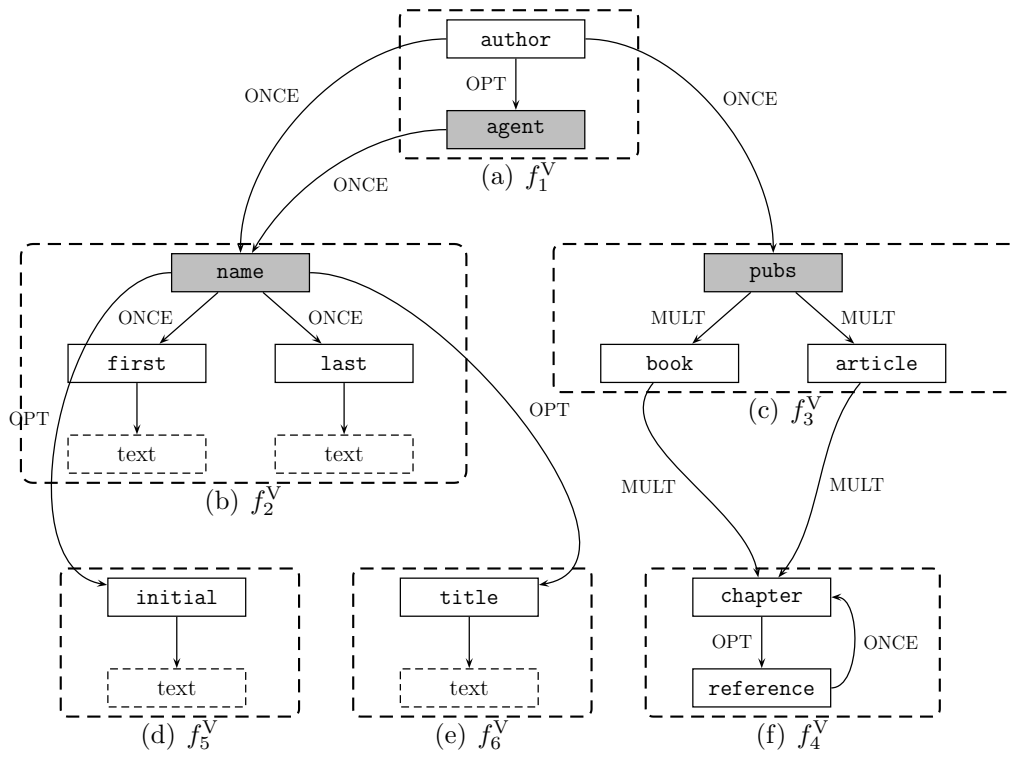 author
OPT
ONCE
ONCE
agent
ONCE
(a) f₁ⱽ
name
pubs
ONCE
ONCE
MULT
MULT
first
last
book
article
OPT
OPT
(c) f₃ⱽ
text
text
MULT
MULT
(b) f₂ⱽ
initial
title
chapter
OPT
ONCE
text
text
reference
(d) f₅ⱽ
(e) f₆ⱽ
(f) f₄ⱽ